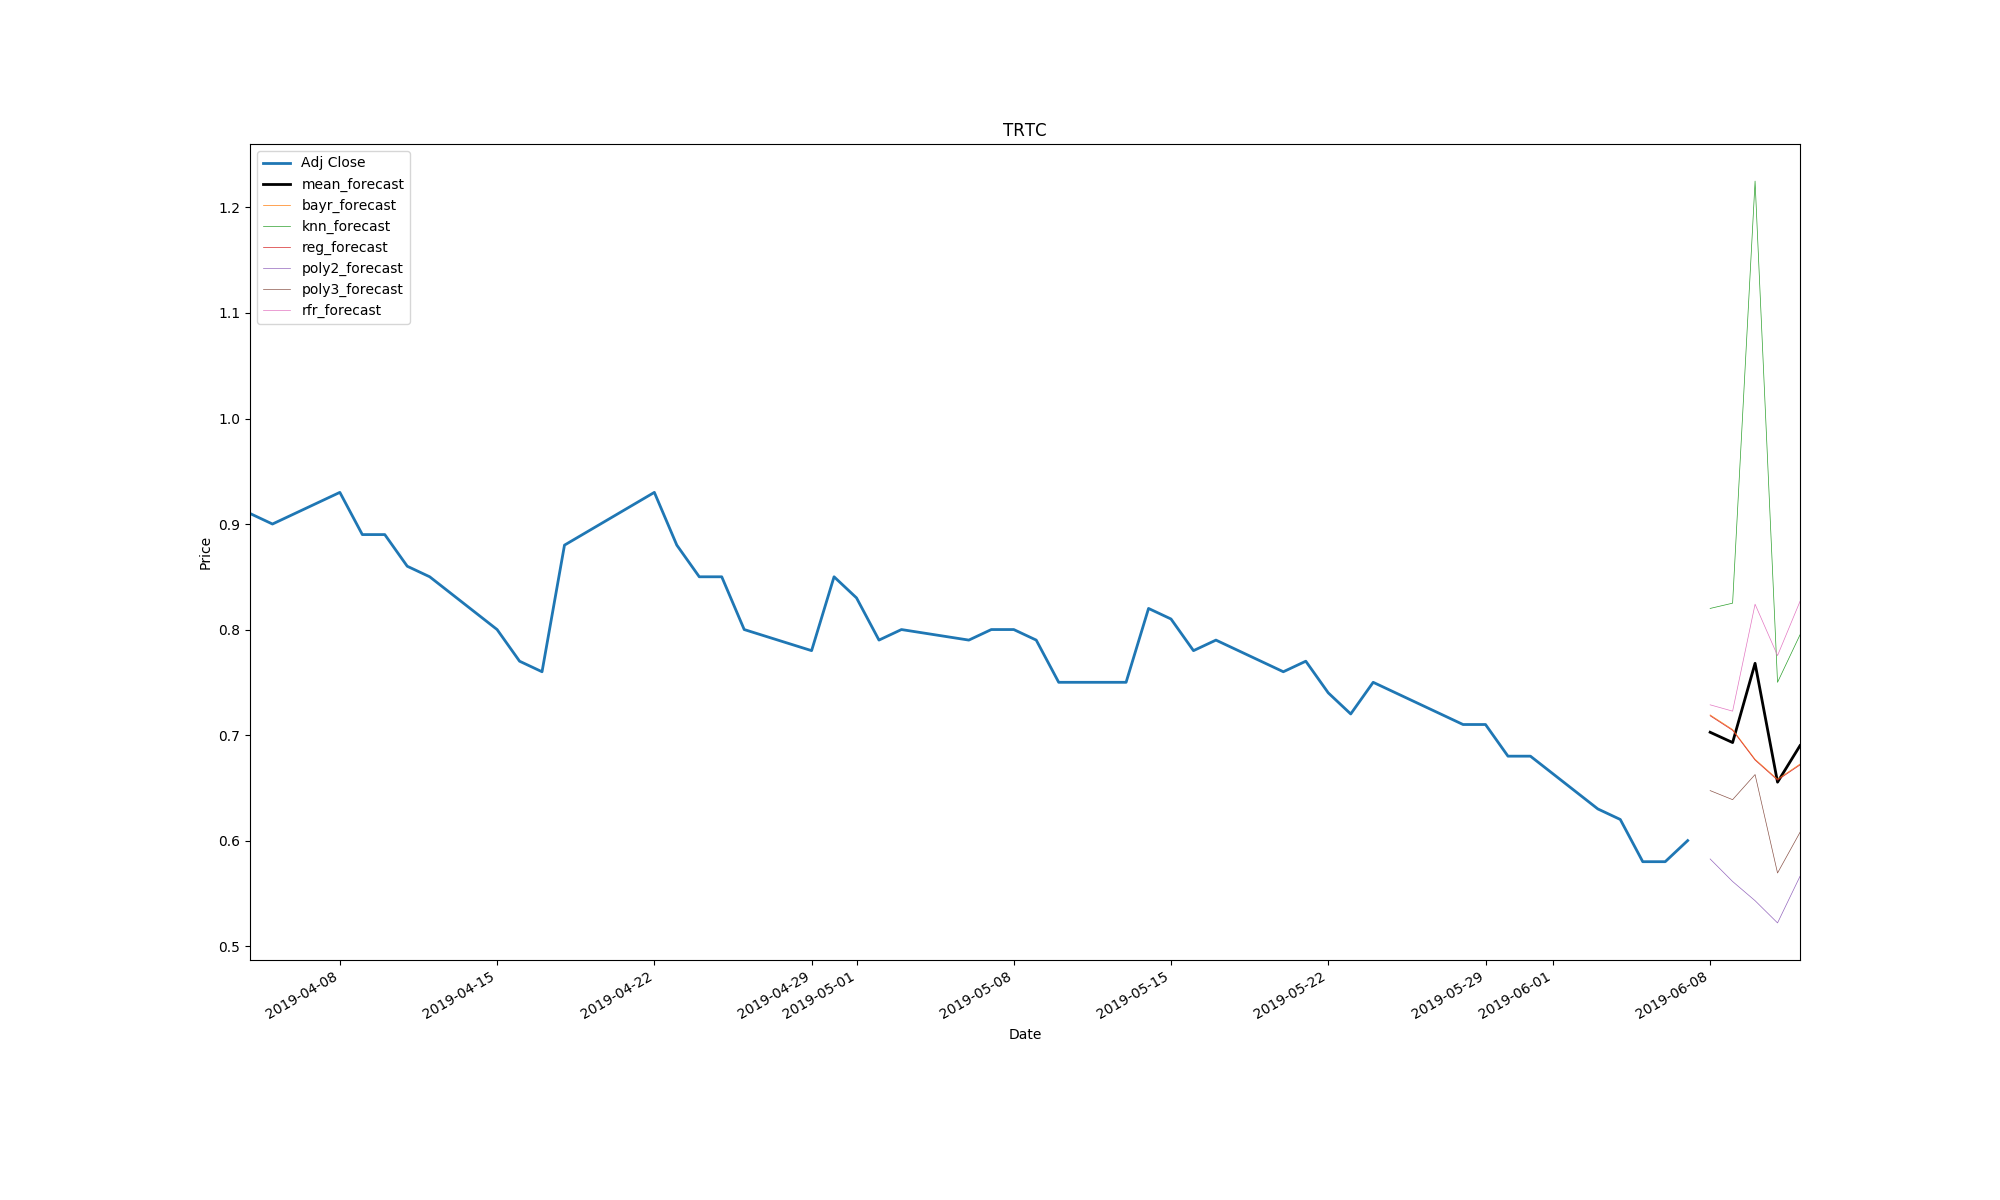 TRTC
Adj Close
mean_forecast
bayr_forecast
knn_forecast
reg_forecast
poly2_forecast
poly3_forecast
rfr_forecast
1.2
1.1
1.0
0.9
0.8
0.7
0.6
0.5
Price
2019-04-08
2019-04-15
2019-04-22
2019-04-29
2019-05-01
2019-05-08
2019-05-15
2019-05-22
2019-05-29
2019-06-01
2019-06-08
Date